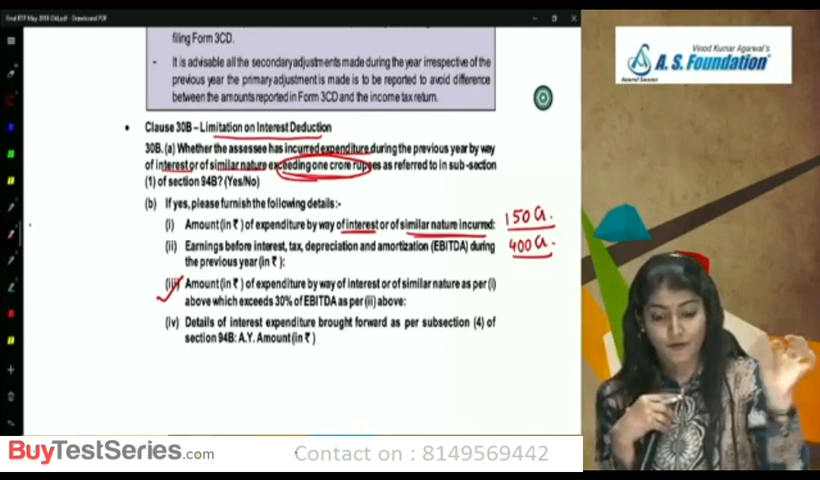 Final RTP May 2019 Old.pdf - Drawboard PDF
Vinod Kumar Agarwal's
A. S. Foundation
filing Form 3CD.
- It is advisable all the secondary adjustments made during the year irrespective of the
previous year the primary adjustment is made is to be reported to avoid difference
between the amounts reported in Form 3CD and the income tax return.
• Clause 30B – Limitation on Interest Deduction
30B. (a) Whether the assessee has incurred expenditure during the previous year by way
of interest or of similar nature exceeding one crore rupees as referred to in sub-section
(1) of section 94B? (Yes/No)
(b) If yes, please furnish the following details:-
(i) Amount (in ₹) of expenditure by way of interest or of similar nature incurred: 150 Cr.
(ii) Earnings before interest, tax, depreciation and amortization (EBITDA) during 400 Cr.
the previous year (in ₹):
(iii) Amount (in ₹) of expenditure by way of interest or of similar nature as per (i)
above which exceeds 30% of EBITDA as per (ii) above:
(iv) Details of interest expenditure brought forward as per subsection (4) of
section 94B: A.Y. Amount (in ₹)
BuyTestSeries.com
Contact on : 8149569442